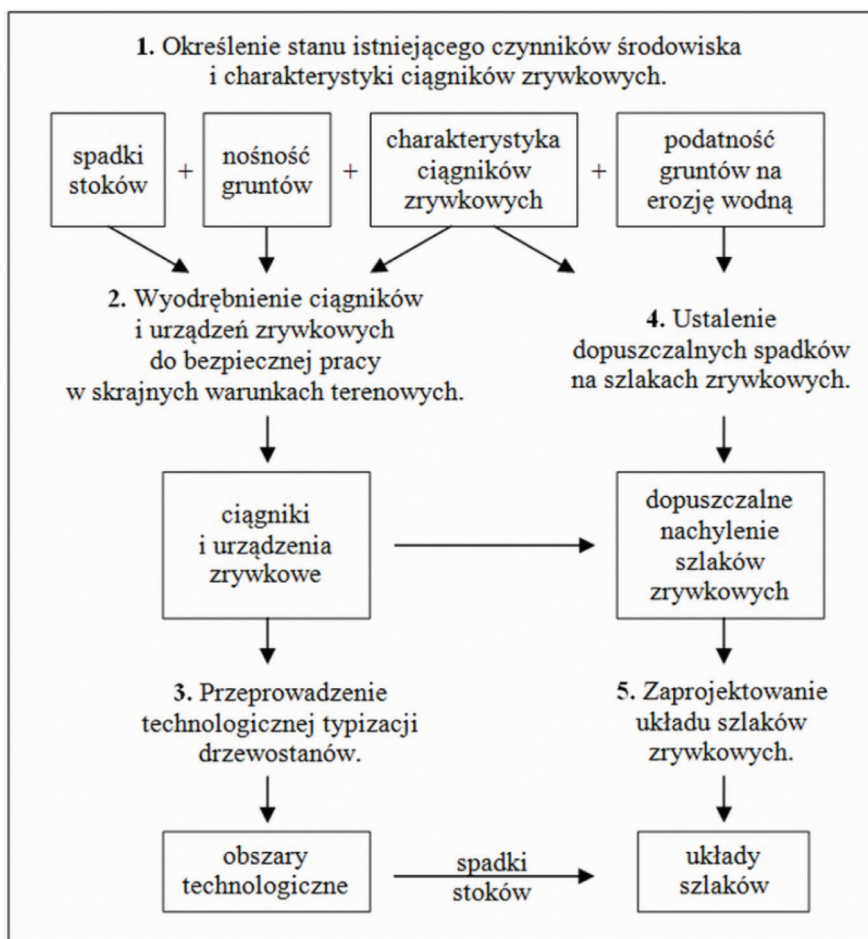 1. Określenie stanu istniejącego czynników środowiska
i charakterystyki ciągników zrywkowych.
spadki
stoków
+
nośność
gruntów
+
charakterystyka
ciągników
zrywkowych
+
podatność
gruntów na
erozję wodną
2. Wyodrębnienie ciągników
i urządzeń zrywkowych
do bezpiecznej pracy
w skrajnych warunkach terenowych.
4. Ustalenie
dopuszczalnych spadków
na szlakach zrywkowych.
ciągniki
i urządzenia
zrywkowe
dopuszczalne
nachylenie
szlaków
zrywkowych
3. Przeprowadzenie
technologicznej typizacji
drzewostanów.
5. Zaprojektowanie
układu szlaków
zrywkowych.
obszary
technologiczne
spadki
stoków
układy
szlaków